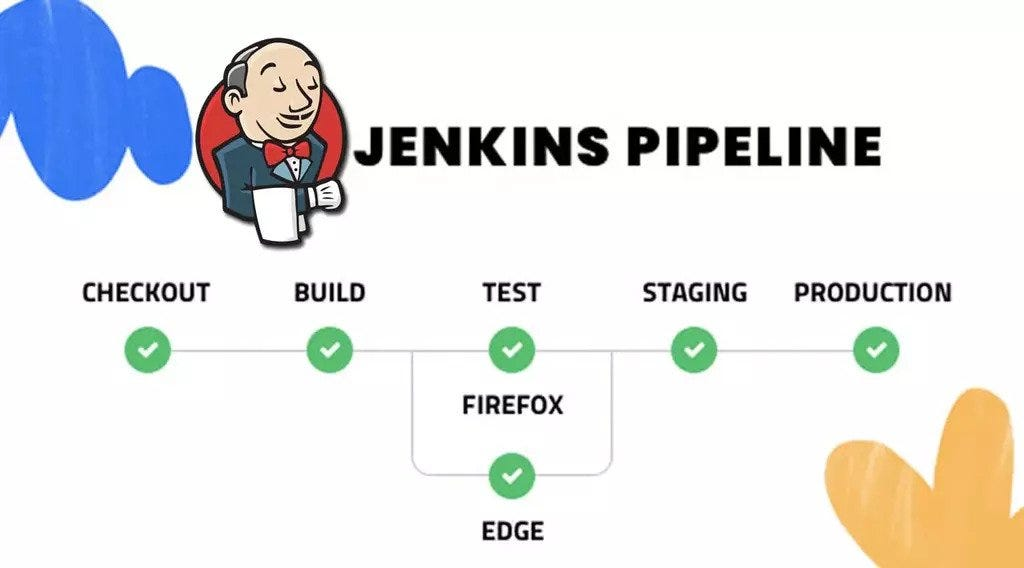 JENKINS PIPELINE
CHECKOUT BUILD TEST STAGING PRODUCTION
FIREFOX
EDGE